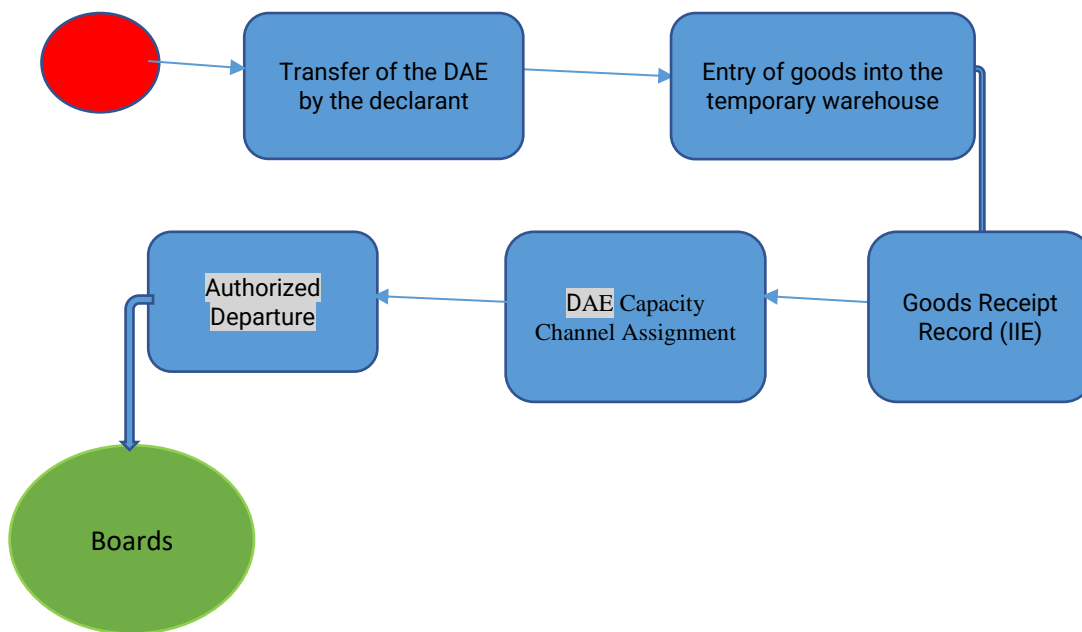 Transfer of the DAE
by the declarant
Entry of goods into the
temporary warehouse
Goods Receipt
Record (IIE)
DAE Capacity
Channel Assignment
Authorized
Departure
Boards